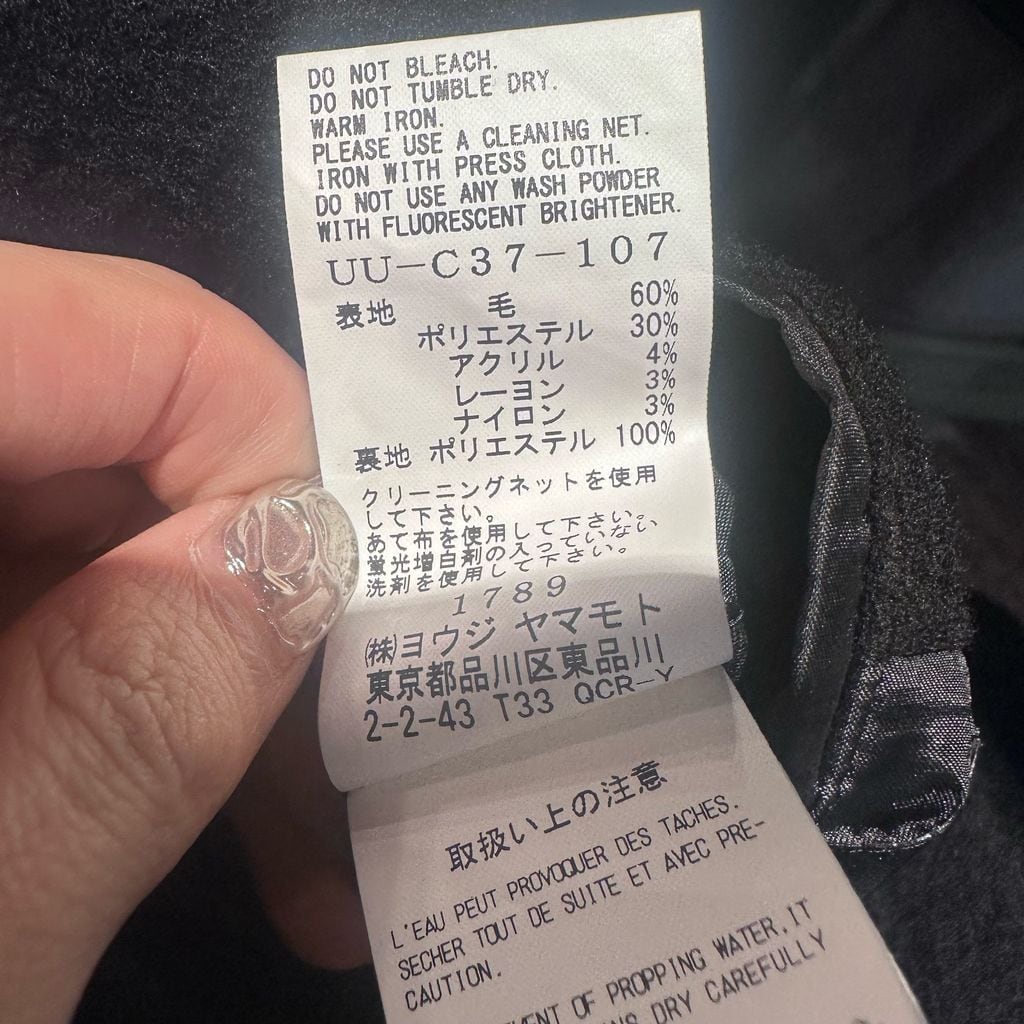 DO NOT BLEACH.
DO NOT TUMBLE DRY.
WARM IRON.
PLEASE USE A CLEANING NET.
IRON WITH PRESS CLOTH.
DO NOT USE ANY WASH POWDER
WITH FLUORESCENT BRIGHTENER.
UU-C37-107
表地 毛 60%
ポリエステル 30%
アクリル 4%
レーヨン 3%
ナイロン 3%
裏地 ポリエステル 100%
クリーニングネットを使用
して下さい。
あて布を使用して下さい。
蛍光増白剤の入っていない
洗剤を使用して下さい。
1789
(株)ヨウジ ヤマモト
東京都品川区東品川
2-2-43 T33 QCR-Y
取扱い上の注意
L'EAU PEUT PROVOQUER DES TACHES.
SECHER TOUT DE SUITE ET AVEC PRE-
CAUTION.
OF PROPPING WATER, IT
DRY CAREFULLY